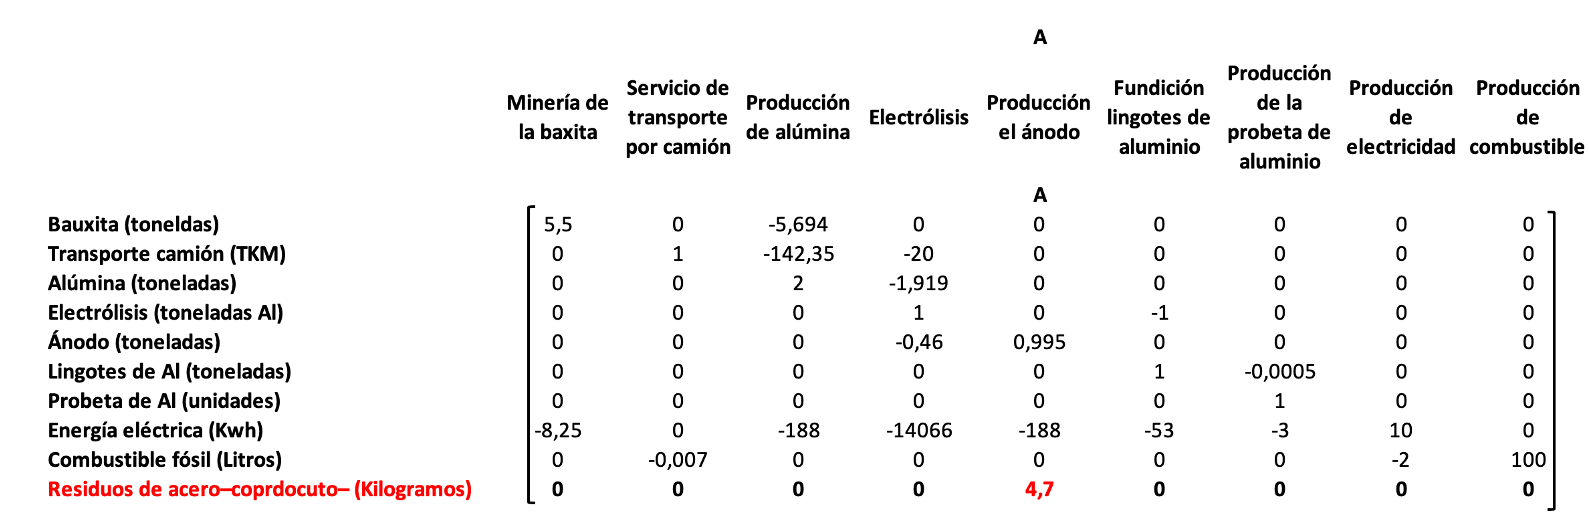 A
Minería de la baxita	Servicio de transporte por camión	Producción de alúmina	Electrólisis	Producción el ánodo	Fundición lingotes de aluminio	Producción de la probeta de aluminio	Producción de electricidad	Producción de combustible
A
Bauxita (toneldas)	5,5	0	-5,694	0	0	0	0	0	0
Transporte camión (TKM)	0	1	-142,35	-20	0	0	0	0	0
Alúmina (toneladas)	0	0	2	-1,919	0	0	0	0	0
Electrólisis (toneladas Al)	0	0	0	1	0	-1	0	0	0
Ánodo (toneladas)	0	0	0	-0,46	0,995	0	0	0	0
Lingotes de Al (toneladas)	0	0	0	0	0	1	-0,0005	0	0
Probeta de Al (unidades)	0	0	0	0	0	0	1	0	0
Energía eléctrica (Kwh)	-8,25	0	-188	-14066	-188	-53	-3	10	0
Combustible fósil (Litros)	0	-0,007	0	0	0	0	0	-2	100
Residuos de acero–coprdocuto– (Kilogramos)	0	0	0	0	4,7	0	0	0	0